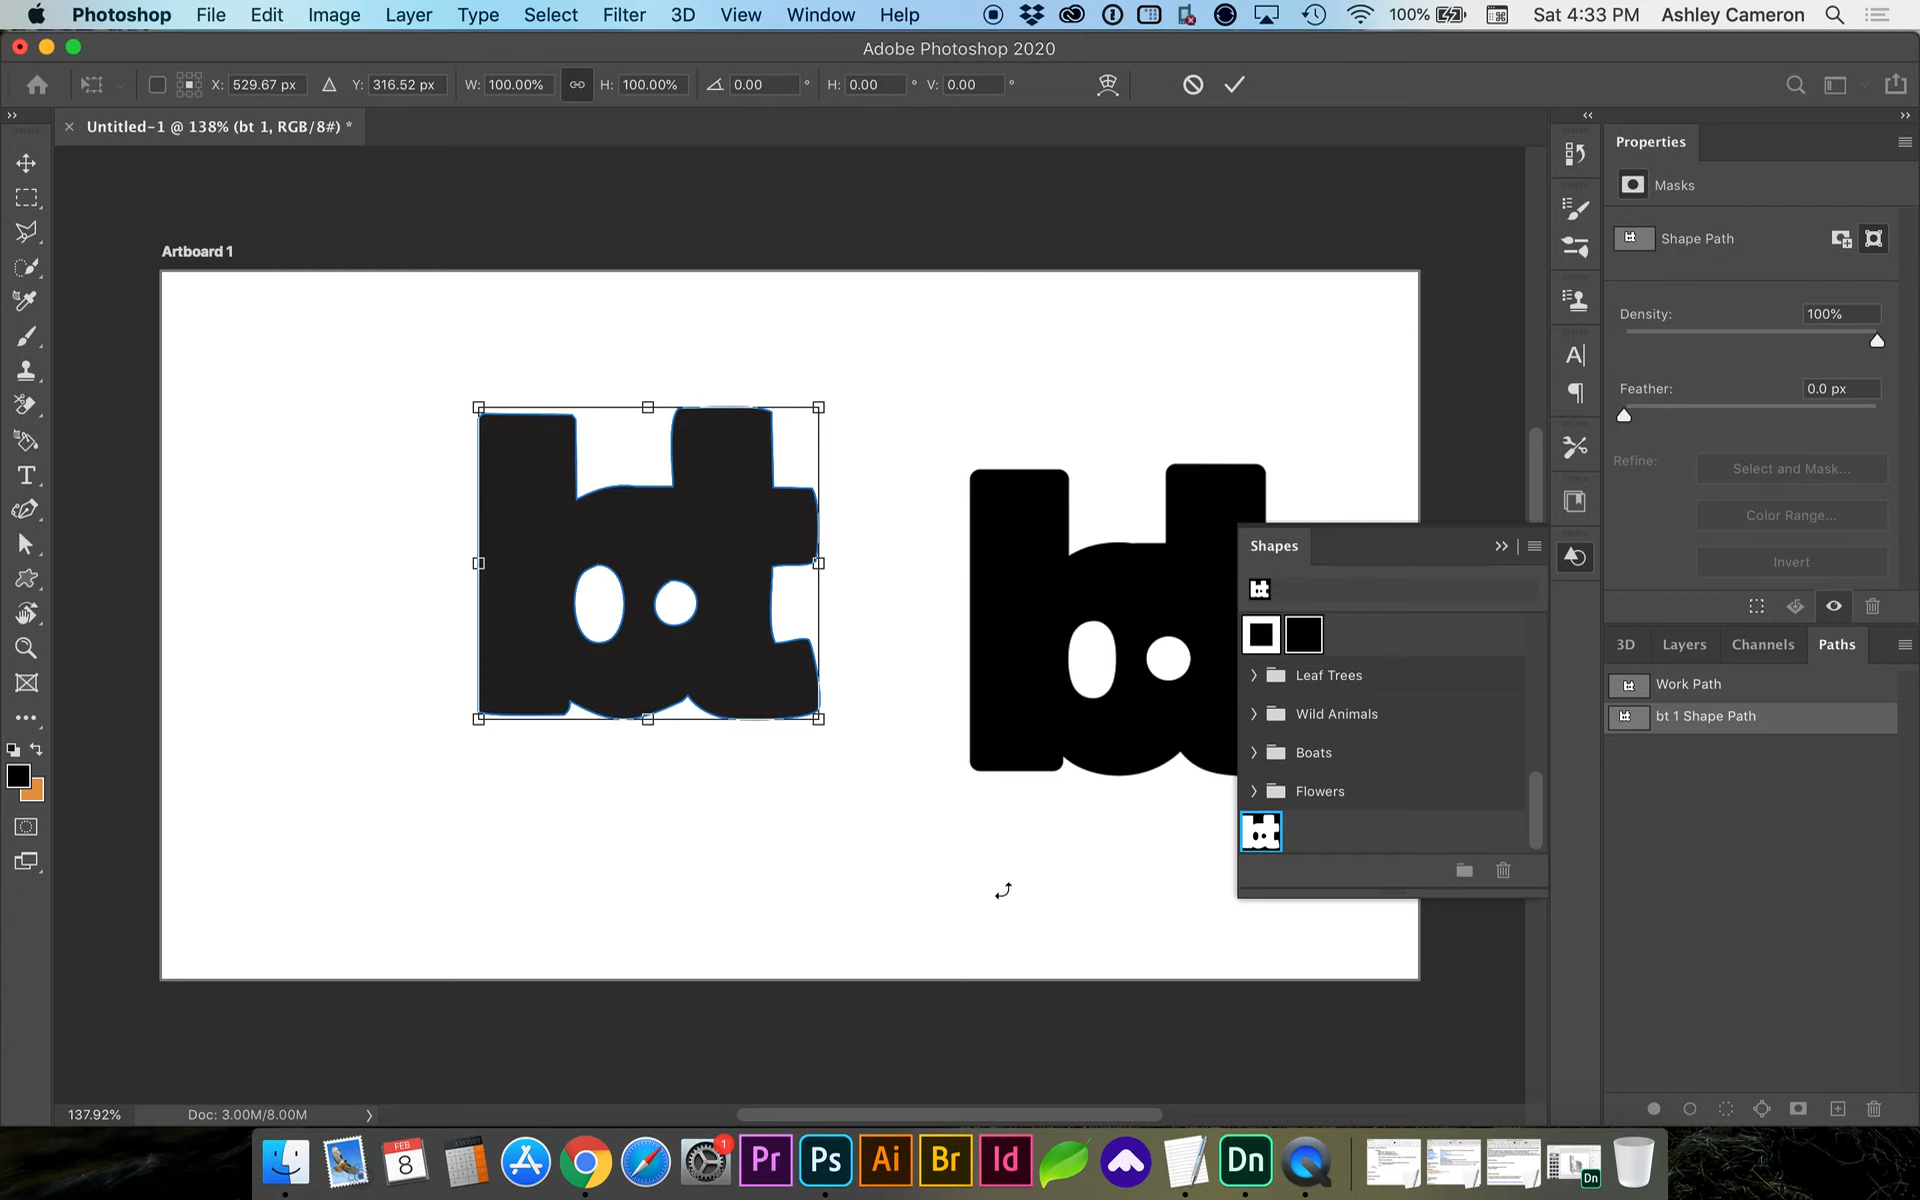 Photoshop File Edit Image Layer Type Select Filter 3D View Window Help 100% Sat 4:33 PM Ashley Cameron
Adobe Photoshop 2020
X: 529.67 px Y: 316.52 px W: 100.00% H: 100.00% 0.00 ° H: 0.00 ° V: 0.00 °
Untitled-1 @ 138% (bt 1, RGB/8#) *
Artboard 1
bt
bt
Shapes
Leaf Trees
Wild Animals
Boats
Flowers
Properties
Masks
Shape Path
Density: 100%
Feather: 0.0 px
Refine: Select and Mask...
Color Range...
Invert
3D Layers Channels Paths
Work Path
bt 1 Shape Path
137.92% Doc: 3.00M/8.00M
FEB
8
1
Pr Ps Ai Br Id Dn
Dn